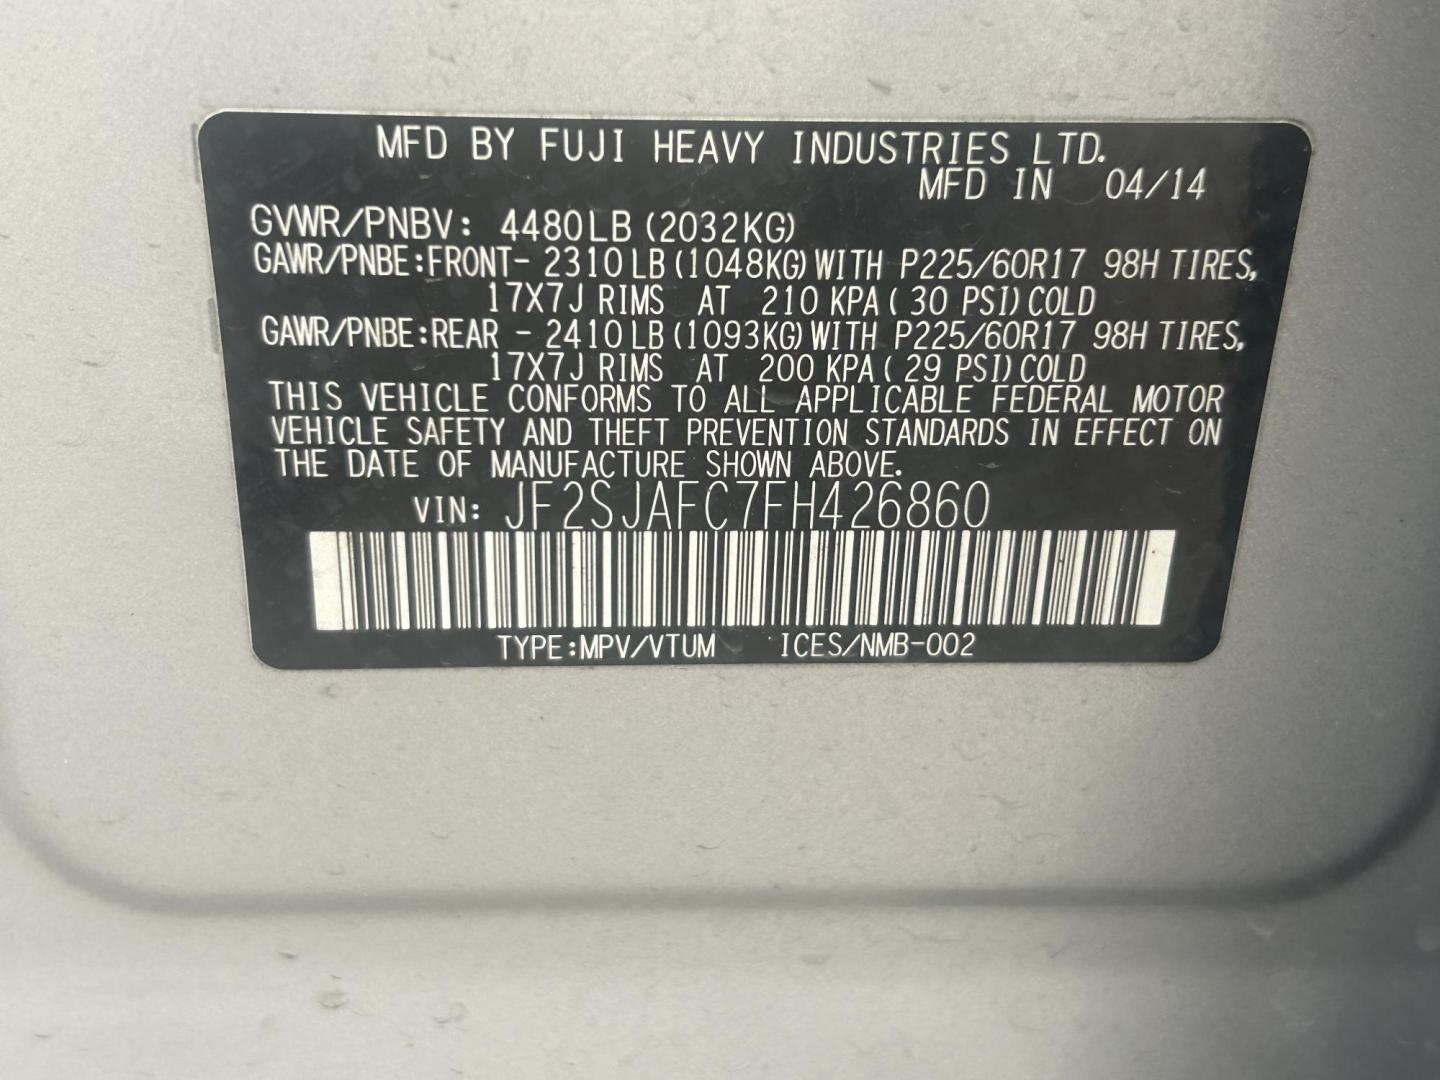 MFD BY FUJI HEAVY INDUSTRIES LTD.
MFD IN 04/14
GVWR/PNBV: 4480LB (2032KG)
GAWR/PNBE:FRONT- 2310LB (1048KG) WITH P225/60R17 98H TIRES,
17X7J RIMS AT 210 KPA ( 30 PSI) COLD
GAWR/PNBE:REAR - 2410LB (1093KG) WITH P225/60R17 98H TIRES,
17X7J RIMS AT 200 KPA ( 29 PSI) COLD
THIS VEHICLE CONFORMS TO ALL APPLICABLE FEDERAL MOTOR
VEHICLE SAFETY AND THEFT PREVENTION STANDARDS IN EFFECT ON
THE DATE OF MANUFACTURE SHOWN ABOVE.
VIN: JF2SJAFC7FH426860
TYPE:MPV/VTUM ICES/NMB-002